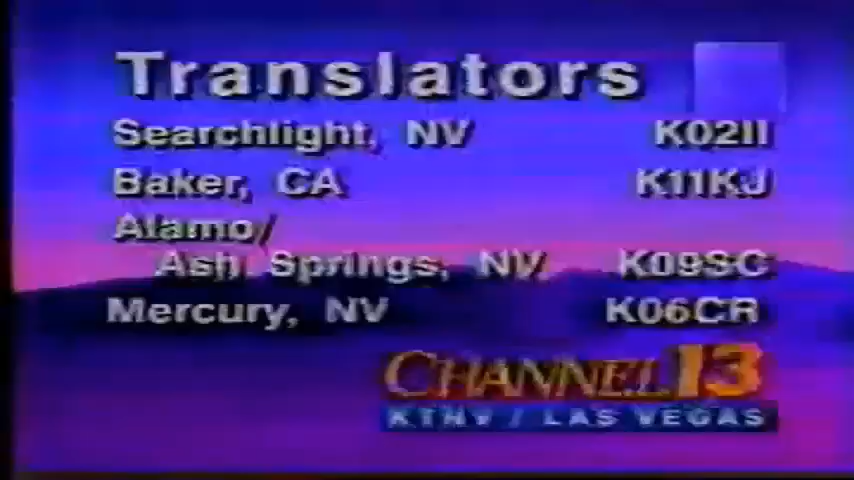 Translators
Searchlight, NV K02II
Baker, CA K11KJ
Alamo/
Ash Springs, NV K09SC
Mercury, NV K06CR
CHANNEL 13
KTNV / LAS VEGAS